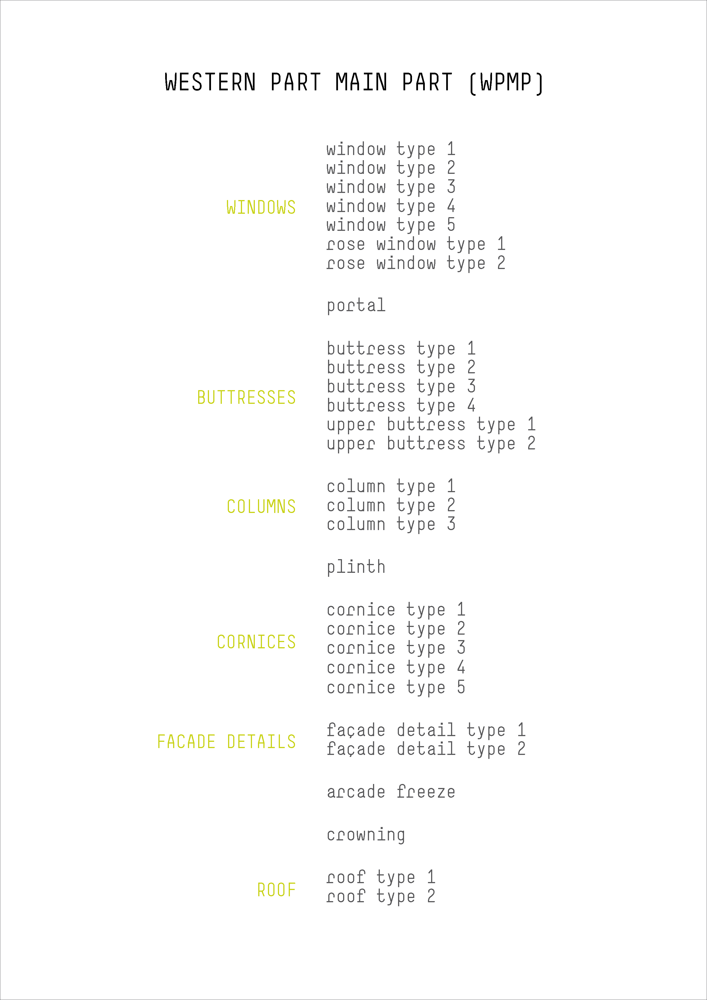 WESTERN PART MAIN PART (WPMP)
WINDOWS
window type 1
window type 2
window type 3
window type 4
window type 5
rose window type 1
rose window type 2
portal
BUTTRESSES
buttress type 1
buttress type 2
buttress type 3
buttress type 4
upper buttress type 1
upper buttress type 2
COLUMNS
column type 1
column type 2
column type 3
plinth
CORNICES
cornice type 1
cornice type 2
cornice type 3
cornice type 4
cornice type 5
FACADE DETAILS
façade detail type 1
façade detail type 2
arcade freeze
crowning
ROOF
roof type 1
roof type 2